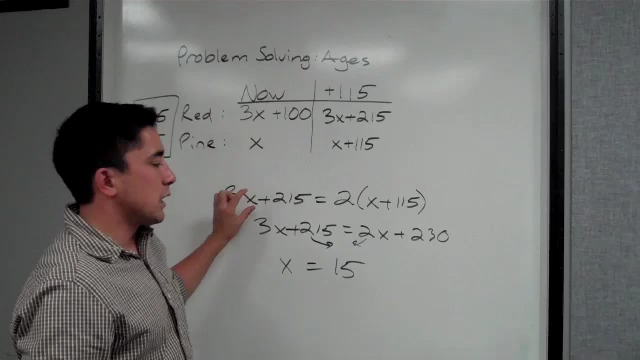 Problem Solving: Ages
Now +115
Red: 3x+100 3x+215
Pine: x x+115
x+215 = 2(x+115)
3x+215 = 2x+230
x = 15